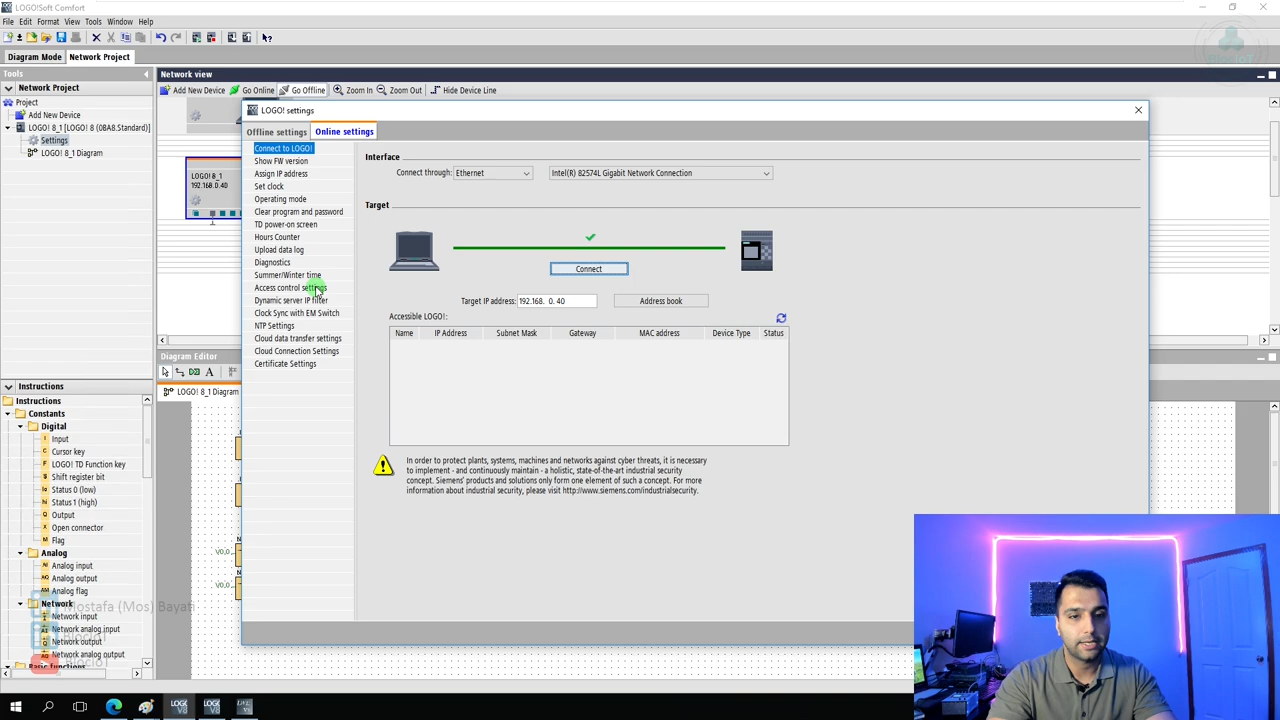 LOGO!Soft Comfort
File Edit Format View Tools Window Help
Diagram Mode Network Project
Tools
Network Project
Project
Add New Device
LOGO! 8_1 [LOGO! 8 (0BA8.Standard)]
Settings
LOGO! 8_1 Diagram
Network view
Add New Device Go Online Go Offline Zoom In Zoom Out Hide Device Line
LOGO! 8_1
192.168.0.40
LOGO! settings
Offline settings Online settings
Connect to LOGO!
Show FW version
Assign IP address
Set clock
Operating mode
Clear program and password
TD power-on screen
Hours Counter
Upload data log
Diagnostics
Summer/Winter time
Access control settings
Dynamic server IP filter
Clock Sync with EM Switch
NTP Settings
Cloud data transfer settings
Cloud Connection Settings
Certificate Settings
Interface
Connect through: Ethernet Intel(R) 82574L Gigabit Network Connection
Target
Connect
Target IP address: 192.168. 0. 40 Address book
Accessible LOGO!:
Name IP Address Subnet Mask Gateway MAC address Device Type Status
In order to protect plants, systems, machines and networks against cyber threats, it is necessary
to implement - and continuously maintain - a holistic, state-of-the-art industrial security
concept. Siemens' products and solutions only form one element of such a concept. For more
information about industrial security, please visit http://www.siemens.com/industrialsecurity.
Diagram Editor
LOGO! 8_1 Diagram
Instructions
Instructions
Constants
Digital
Input
Cursor key
LOGO! TD Function key
Shift register bit
Status 0 (low)
Status 1 (high)
Output
Open connector
Flag
Analog
Analog input
Analog output
Analog flag
Network
Network input
Network analog input
Network output
Network analog output
V0.0
V0.0
Mostafa (Mos) Bayati
BlocIoT
BlocIoT
BlocIoT